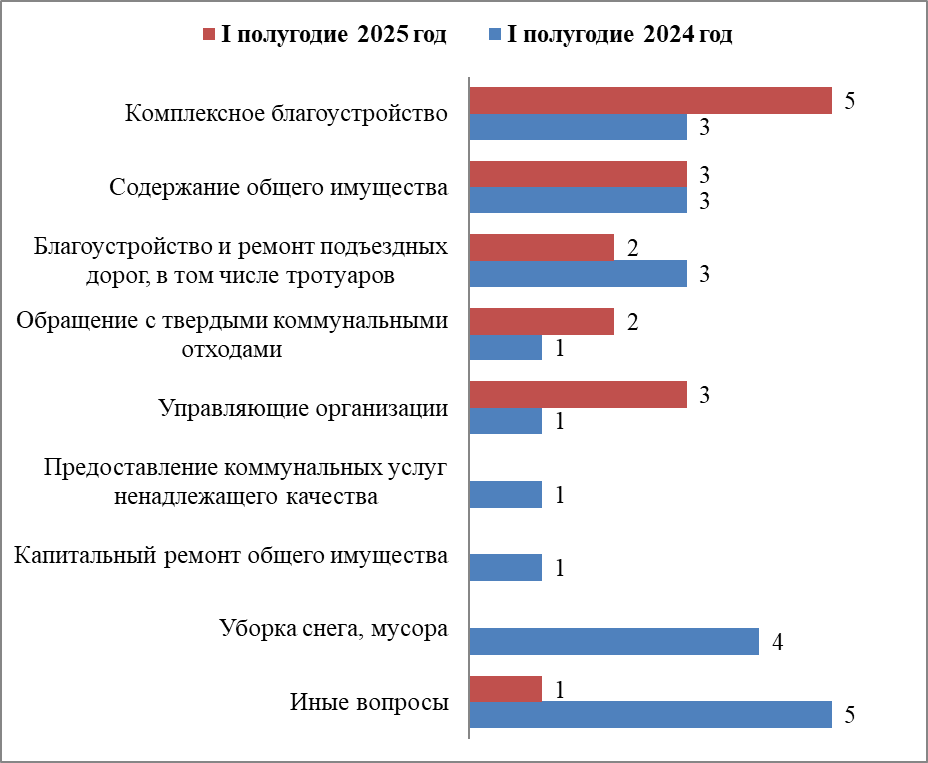 I полугодие 2025 год
I полугодие 2024 год
Комплексное благоустройство
5
3
Содержание общего имущества
3
3
Благоустройство и ремонт подъездных
дорог, в том числе тротуаров
2
3
Обращение с твердыми коммунальными
отходами
2
1
Управляющие организации
3
1
Предоставление коммунальных услуг
ненадлежащего качества
1
Капитальный ремонт общего имущества
1
Уборка снега, мусора
4
Иные вопросы
1
5